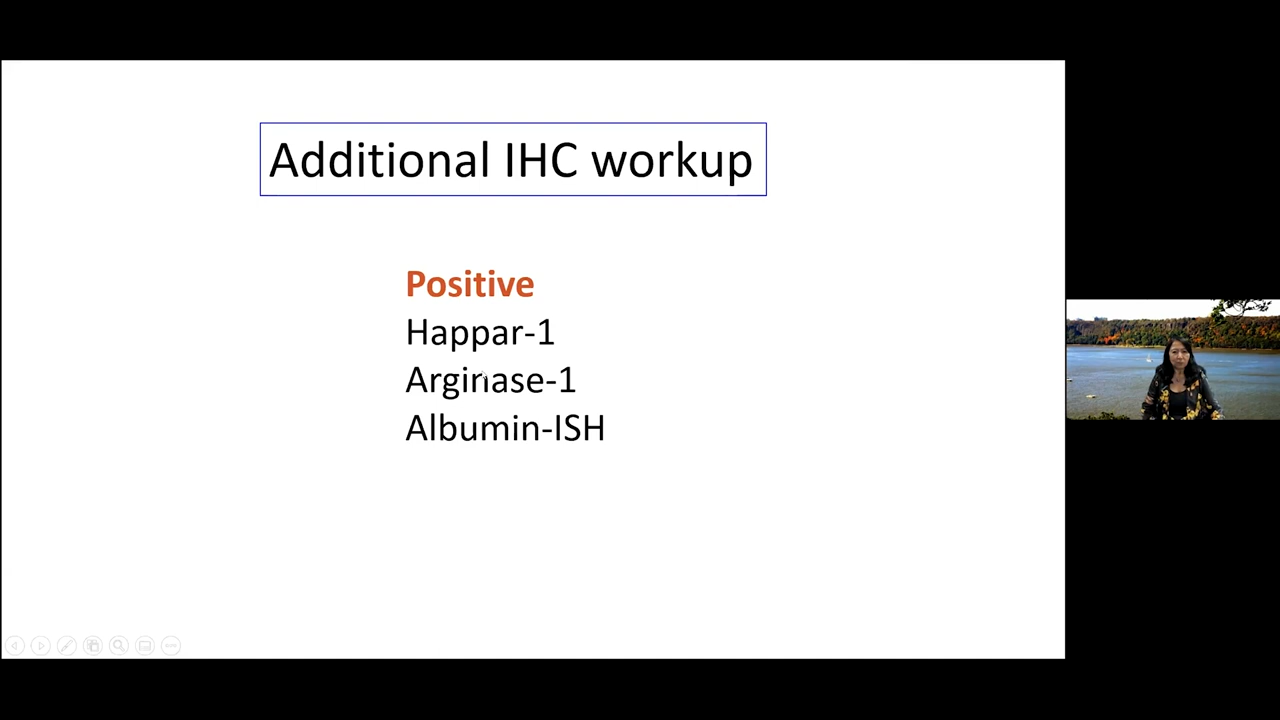 Additional IHC workup
Positive
Happar-1
Arginase-1
Albumin-ISH